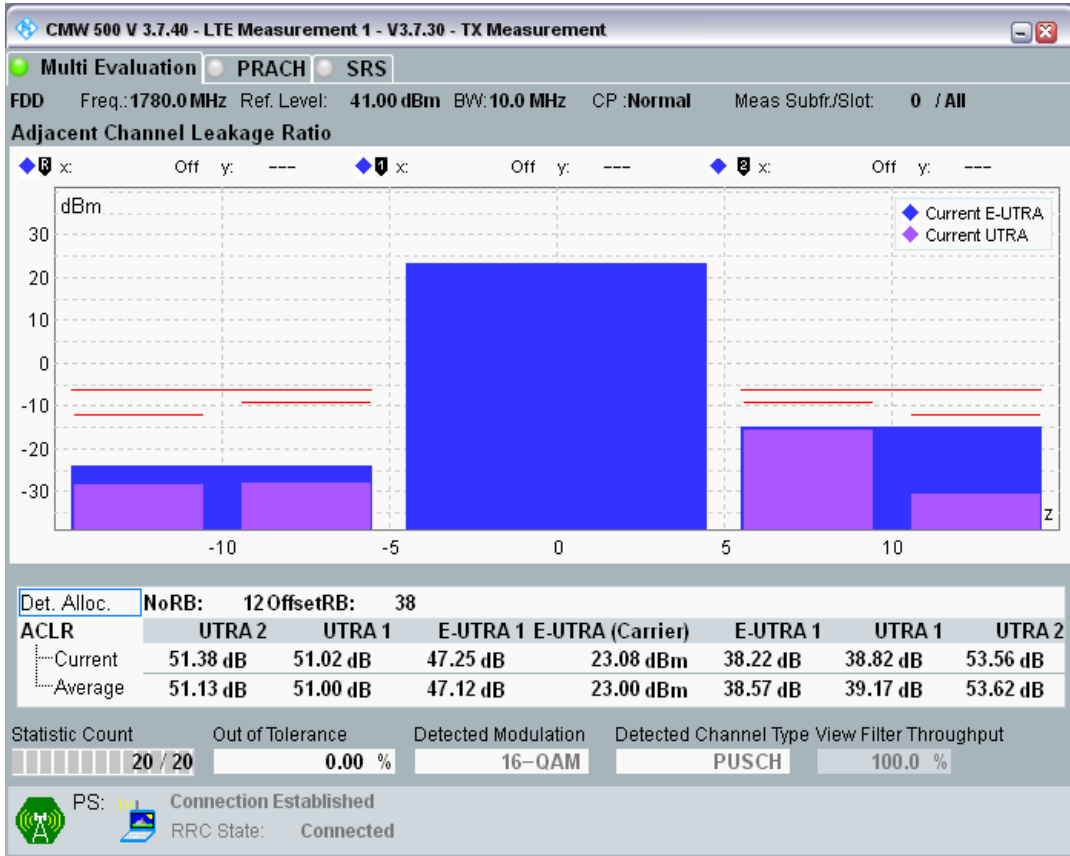 CMW 500 V 3.7.40 - LTE Measurement 1 - V3.7.30 - TX Measurement
Multi Evaluation PRACH SRS
FDD Freq.:1780.0 MHz Ref. Level: 41.00 dBm BW:10.0 MHz CP :Normal Meas Subfr./Slot: 0 / All
Adjacent Channel Leakage Ratio
R x: Off y: --- 1 x: Off y: --- 2 x: Off y: ---
dBm
Current E-UTRA
Current UTRA
30
20
10
0
-10
-20
-30
z
-10 -5 0 5 10
Det. Alloc. NoRB: 12 OffsetRB: 38
ACLR UTRA 2 UTRA 1 E-UTRA 1 E-UTRA (Carrier) E-UTRA 1 UTRA 1 UTRA 2
Current 51.38 dB 51.02 dB 47.25 dB 23.08 dBm 38.22 dB 38.82 dB 53.56 dB
Average 51.13 dB 51.00 dB 47.12 dB 23.00 dBm 38.57 dB 39.17 dB 53.62 dB
Statistic Count Out of Tolerance Detected Modulation Detected Channel Type View Filter Throughput
20 / 20 0.00 % 16-QAM PUSCH 100.0 %
PS: Connection Established
RRC State: Connected